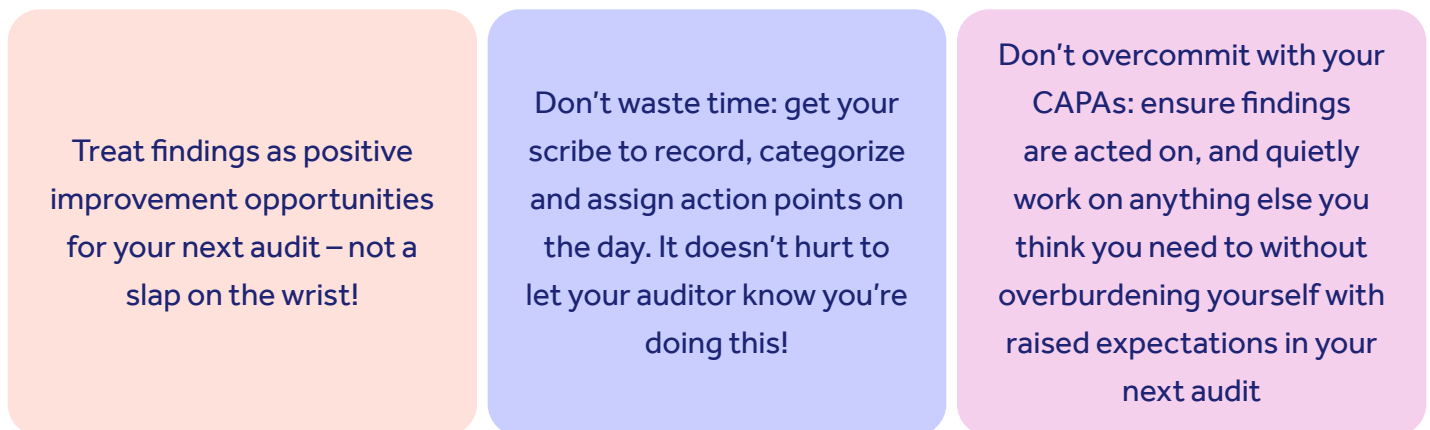 Treat findings as positive
improvement opportunities
for your next audit – not a
slap on the wrist!
Don’t waste time: get your
scribe to record, categorize
and assign action points on
the day. It doesn’t hurt to
let your auditor know you’re
doing this!
Don’t overcommit with your
CAPAs: ensure findings
are acted on, and quietly
work on anything else you
think you need to without
overburdening yourself with
raised expectations in your
next audit